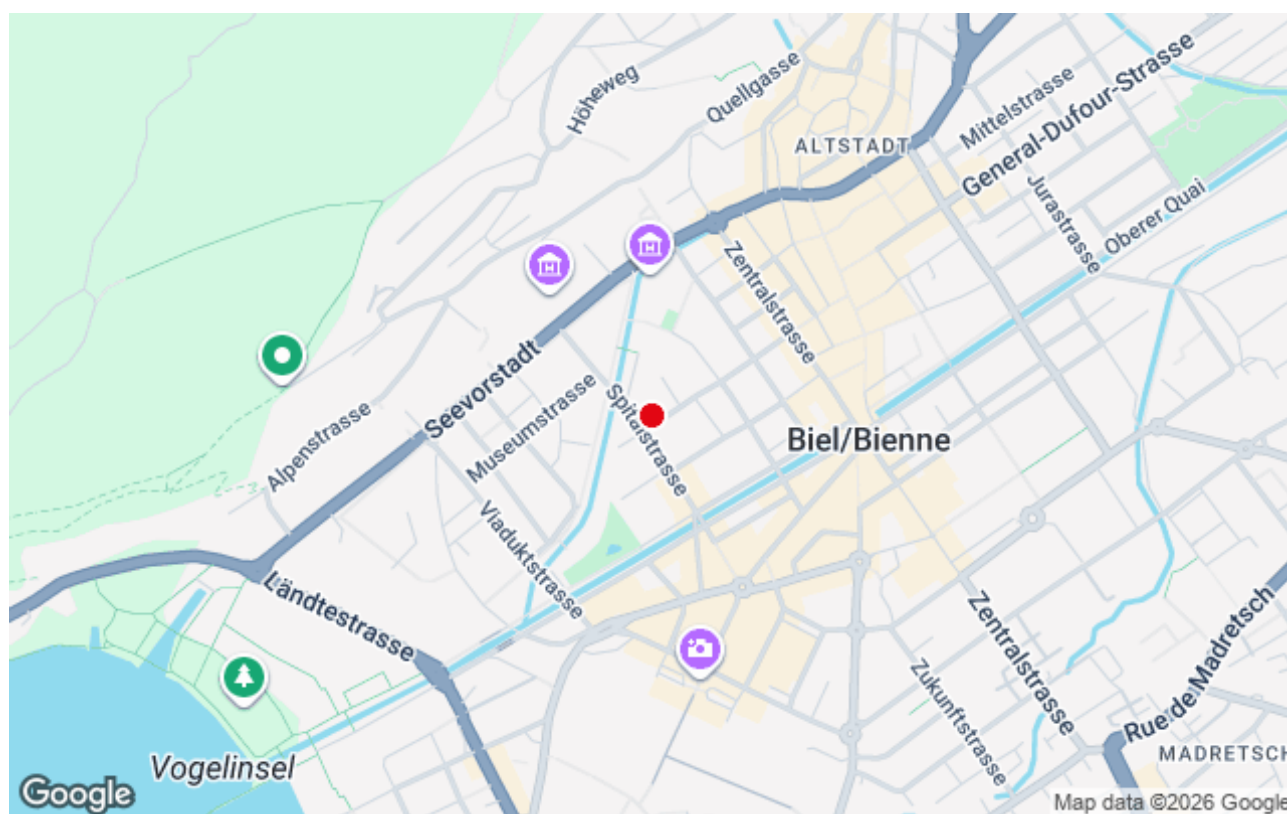 Höheweg
Quellgasse
ALTSTADT
Mittelstrasse
General-Dufour-Strasse
Jurastrasse
Oberer Quai
Zentralstrasse
Seevorstadt
Museumstrasse
Spitalstrasse
Alpenstrasse
Biel/Bienne
Viaduktstrasse
Ländtestrasse
Zentralstrasse
Zukunftstrasse
Rue de Madretsch
MADRETSCH
Vogelinsel
Google
Map data ©2026 Google